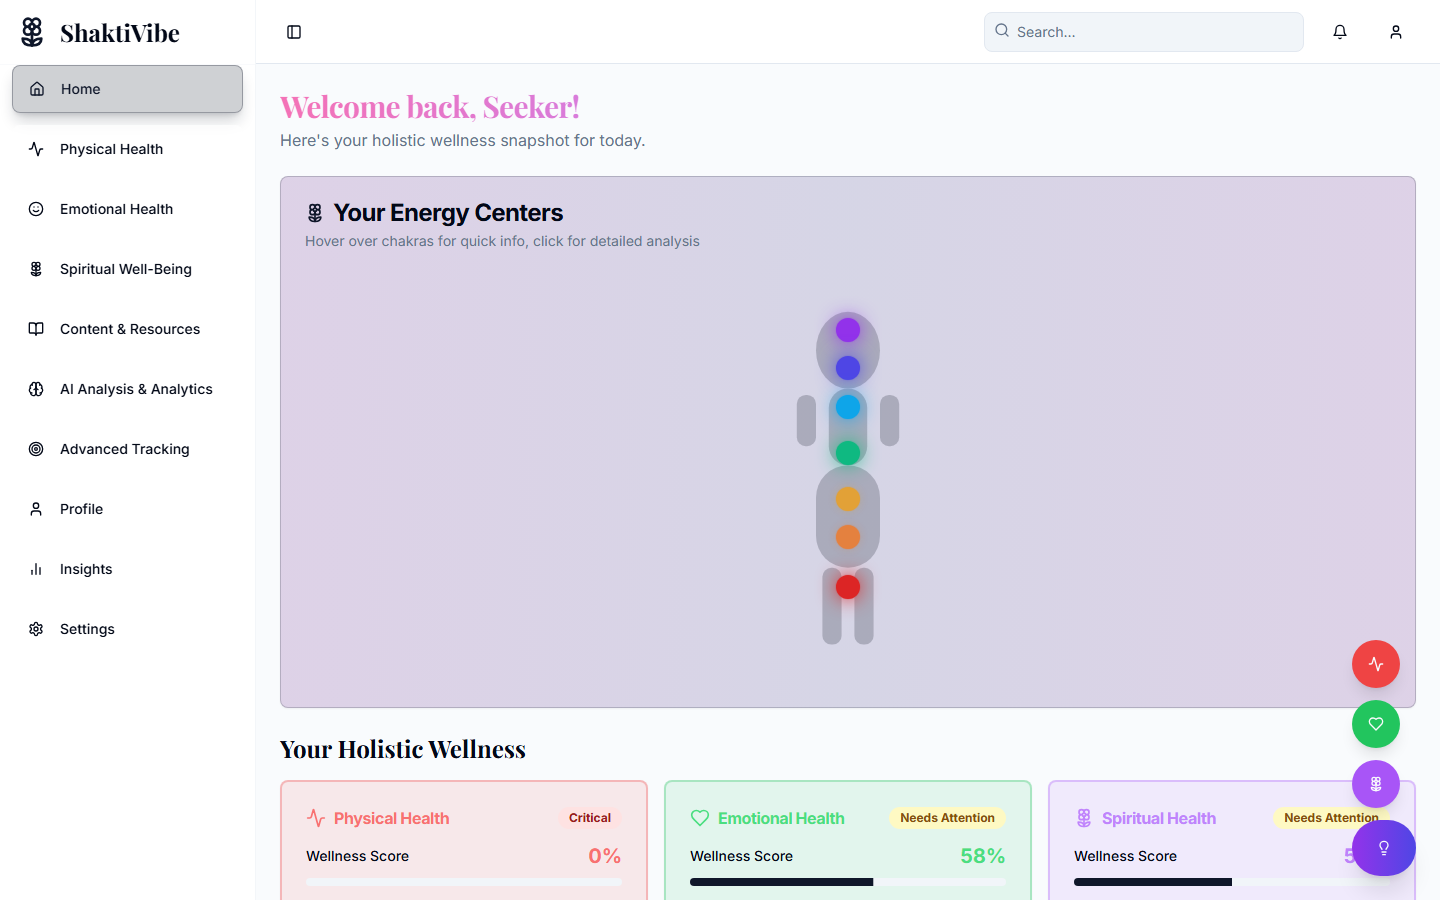 ShaktiVibe
Search...
Home
Physical Health
Emotional Health
Spiritual Well-Being
Content & Resources
AI Analysis & Analytics
Advanced Tracking
Profile
Insights
Settings
Welcome back, Seeker!
Here's your holistic wellness snapshot for today.
Your Energy Centers
Hover over chakras for quick info, click for detailed analysis
Your Holistic Wellness
Physical Health
Critical
Wellness Score
0%
Emotional Health
Needs Attention
Wellness Score
58%
Spiritual Health
Needs Attention
Wellness Score